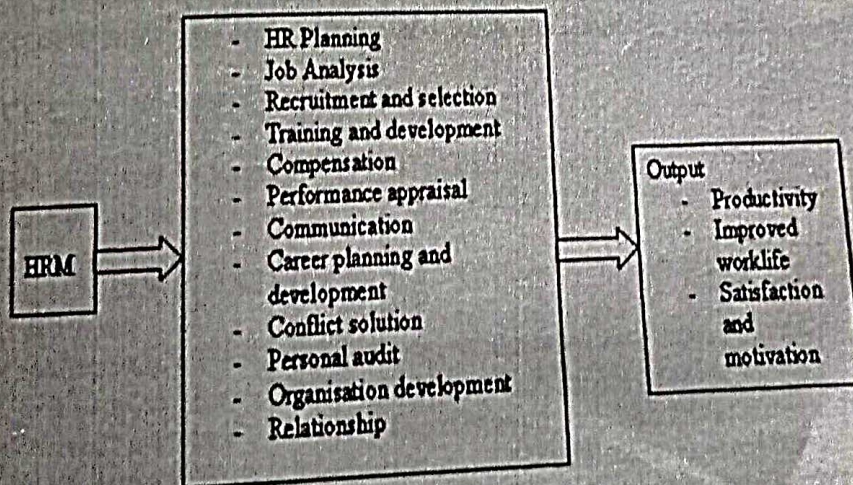 HRM
- HR Planning
- Job Analysis
- Recruitment and selection
- Training and development
- Compensation
- Performance appraisal
- Communication
- Career planning and
development
- Conflict solution
- Personal audit
- Organisation development
- Relationship
Output
- Productivity
- Improved
worklife
- Satisfaction
and
motivation